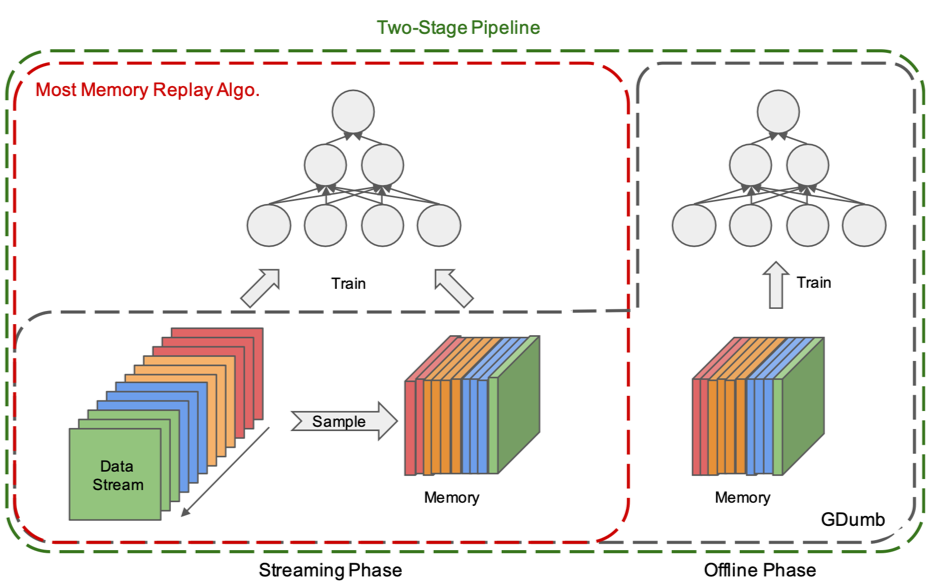 Two-Stage Pipeline
Most Memory Replay Algo.
Train
Train
Data
Stream
Sample
Memory
Memory
GDumb
Streaming Phase
Offline Phase